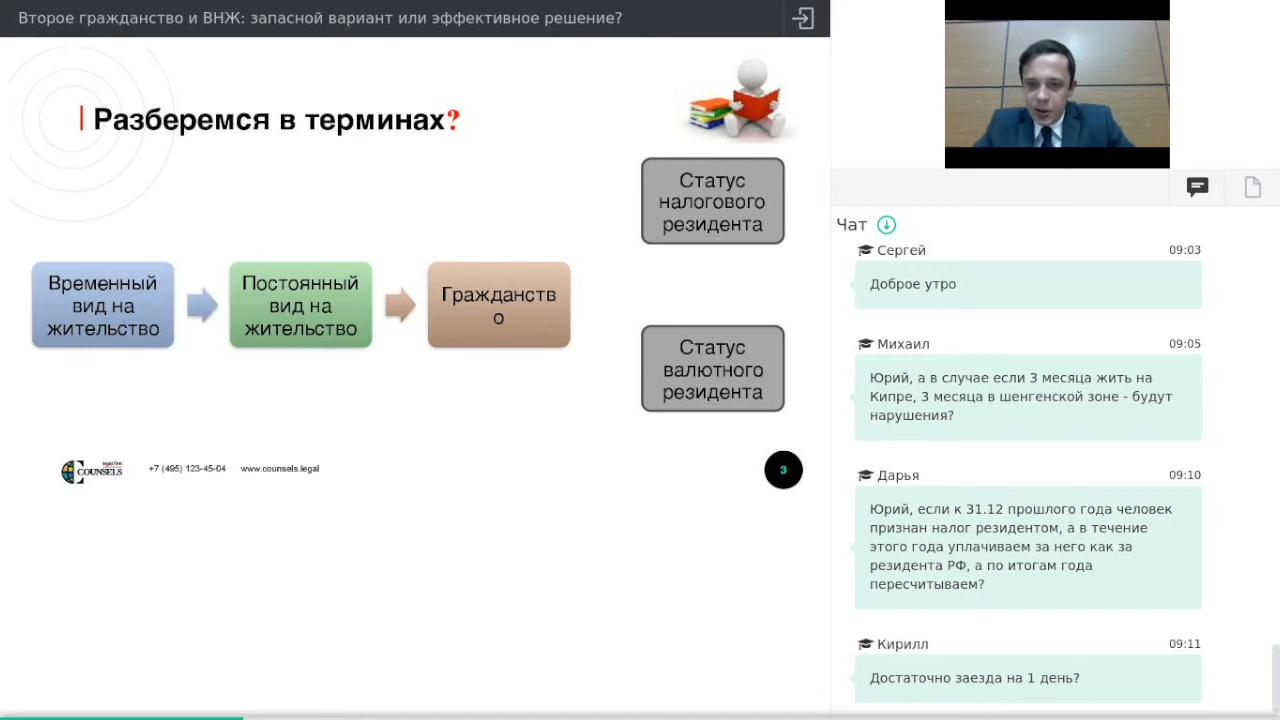 Второе гражданство и ВНЖ: запасной вариант или эффективное решение?
Разберемся в терминах?
Статус
налогового
резидента
Временный
вид на
жительство
Постоянный
вид на
жительство
Гражданств
о
Статус
валютного
резидента
legal firm
COUNSELS
+7 (495) 123-45-04 www.counsels.legal
3
Чат
Сергей 09:03
Доброе утро
Михаил 09:05
Юрий, а в случае если 3 месяца жить на
Кипре, 3 месяца в шенгенской зоне - будут
нарушения?
Дарья 09:10
Юрий, если к 31.12 прошлого года человек
признан налог резидентом, а в течение
этого года уплачиваем за него как за
резидента РФ, а по итогам года
пересчитываем?
Кирилл 09:11
Достаточно заезда на 1 день?